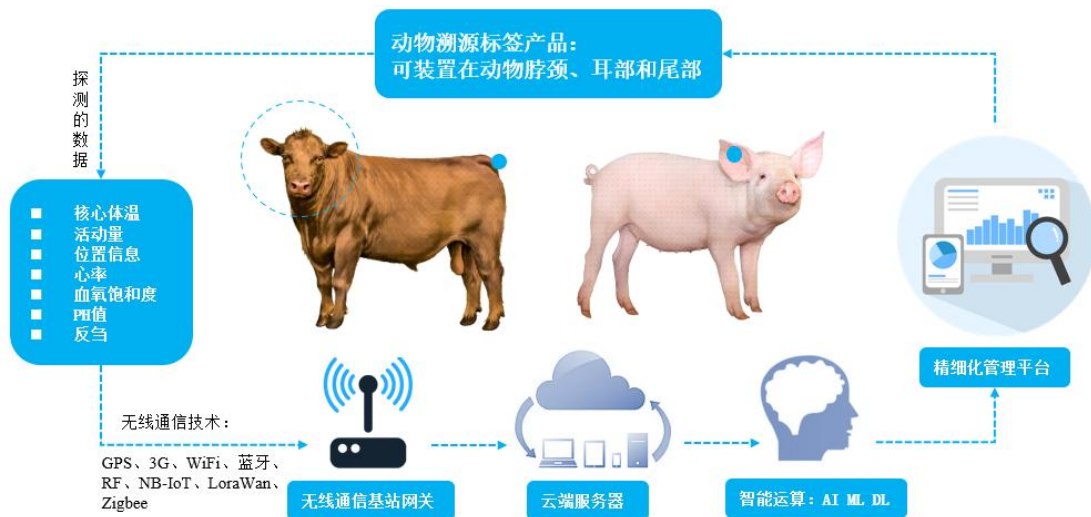 动物溯源标签产品：
可装置在动物脖颈、耳部和尾部
探测的数据
核心体温
活动量
位置信息
心率
血氧饱和度
PH值
反刍
无线通信技术：
GPS、3G、WiFi、蓝牙、
RF、NB-IoT、LoraWan、
Zigbee
无线通信基站网关
云端服务器
智能运算：AI ML DL
精细化管理平台